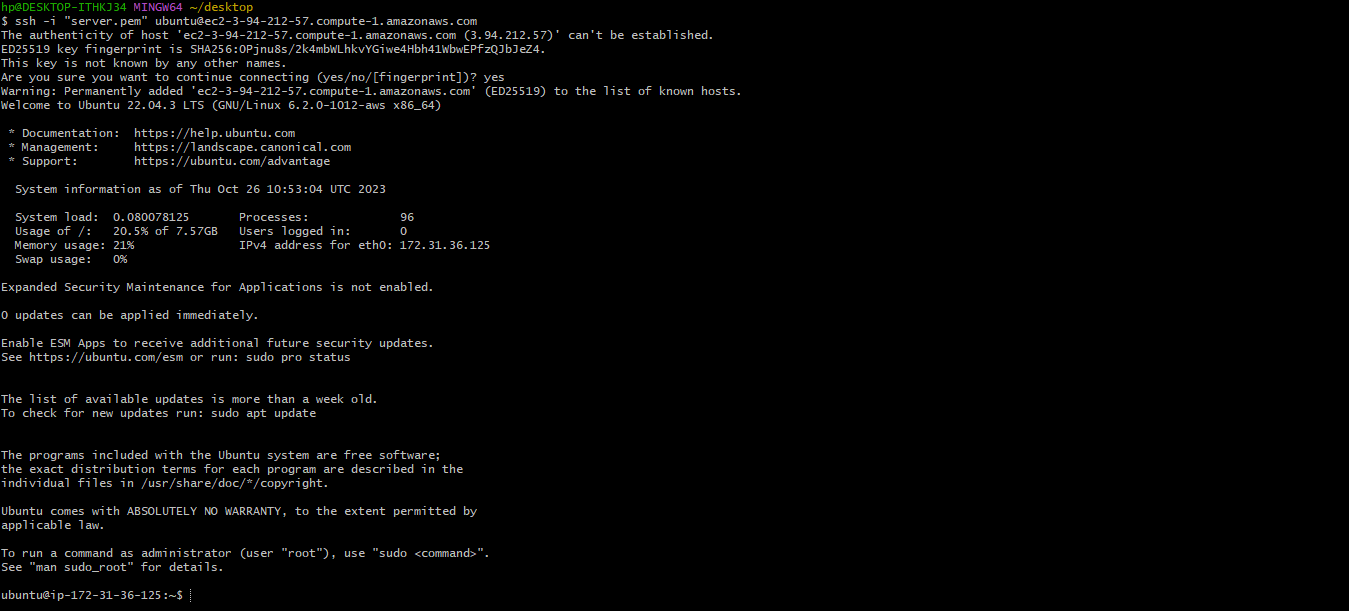 hp@DESKTOP-ITHKJ34 MINGW64 ~/desktop
$ ssh -i "server.pem" ubuntu@ec2-3-94-212-57.compute-1.amazonaws.com
The authenticity of host 'ec2-3-94-212-57.compute-1.amazonaws.com (3.94.212.57)' can't be established.
ED25519 key fingerprint is SHA256:OPjnu8s/2k4mbWLhkvYGiwe4Hbh41WbwEPfzQJbJeZ4.
This key is not known by any other names.
Are you sure you want to continue connecting (yes/no/[fingerprint])? yes
Warning: Permanently added 'ec2-3-94-212-57.compute-1.amazonaws.com' (ED25519) to the list of known hosts.
Welcome to Ubuntu 22.04.3 LTS (GNU/Linux 6.2.0-1012-aws x86_64)

 * Documentation:  https://help.ubuntu.com
 * Management:     https://landscape.canonical.com
 * Support:        https://ubuntu.com/advantage

  System information as of Thu Oct 26 10:53:04 UTC 2023

  System load:  0.080078125       Processes:             96
  Usage of /:   20.5% of 7.57GB   Users logged in:       0
  Memory usage: 21%               IPv4 address for eth0: 172.31.36.125
  Swap usage:   0%

Expanded Security Maintenance for Applications is not enabled.

0 updates can be applied immediately.

Enable ESM Apps to receive additional future security updates.
See https://ubuntu.com/esm or run: sudo pro status


The list of available updates is more than a week old.
To check for new updates run: sudo apt update


The programs included with the Ubuntu system are free software;
the exact distribution terms for each program are described in the
individual files in /usr/share/doc/*/copyright.

Ubuntu comes with ABSOLUTELY NO WARRANTY, to the extent permitted by
applicable law.

To run a command as administrator (user "root"), use "sudo <command>".
See "man sudo_root" for details.

ubuntu@ip-172-31-36-125:~$